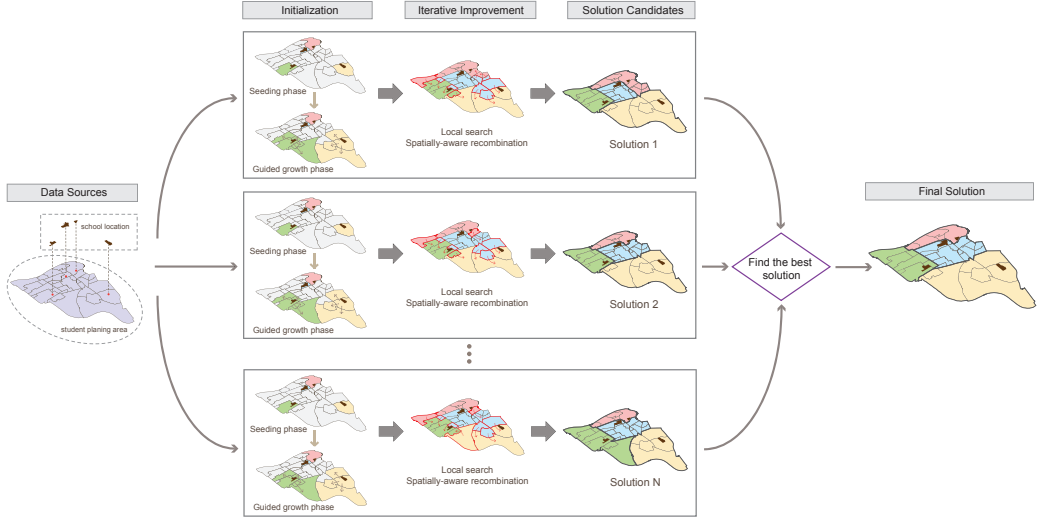 Initialization
Iterative Improvement
Solution Candidates
Seeding phase
Guided growth phase
Local search
Spatially-aware recombination
Solution 1
Data Sources
school location
student planing area
Seeding phase
Guided growth phase
Local search
Spatially-aware recombination
Solution 2
Find the best
solution
Final Solution
Seeding phase
Guided growth phase
Local search
Spatially-aware recombination
Solution N